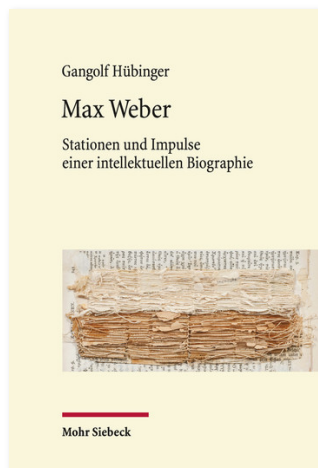 Gangolf Hübinger
Max Weber
Stationen und Impulse
einer intellektuellen Biographie
Mohr Siebeck